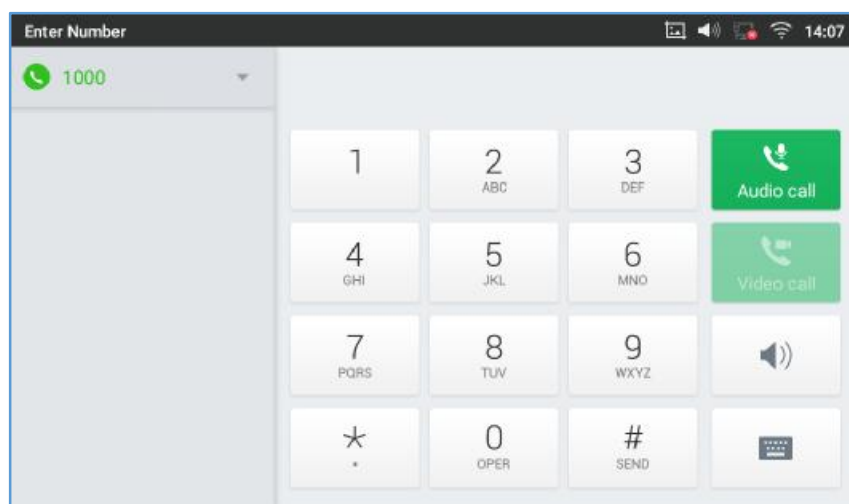 Enter Number 14:07
1000
1 2 3 Audio call
ABC DEF
4 5 6 Video call
GHI JKL MNO
7 8 9
PQRS TUV WXYZ
* 0 #
. OPER SEND